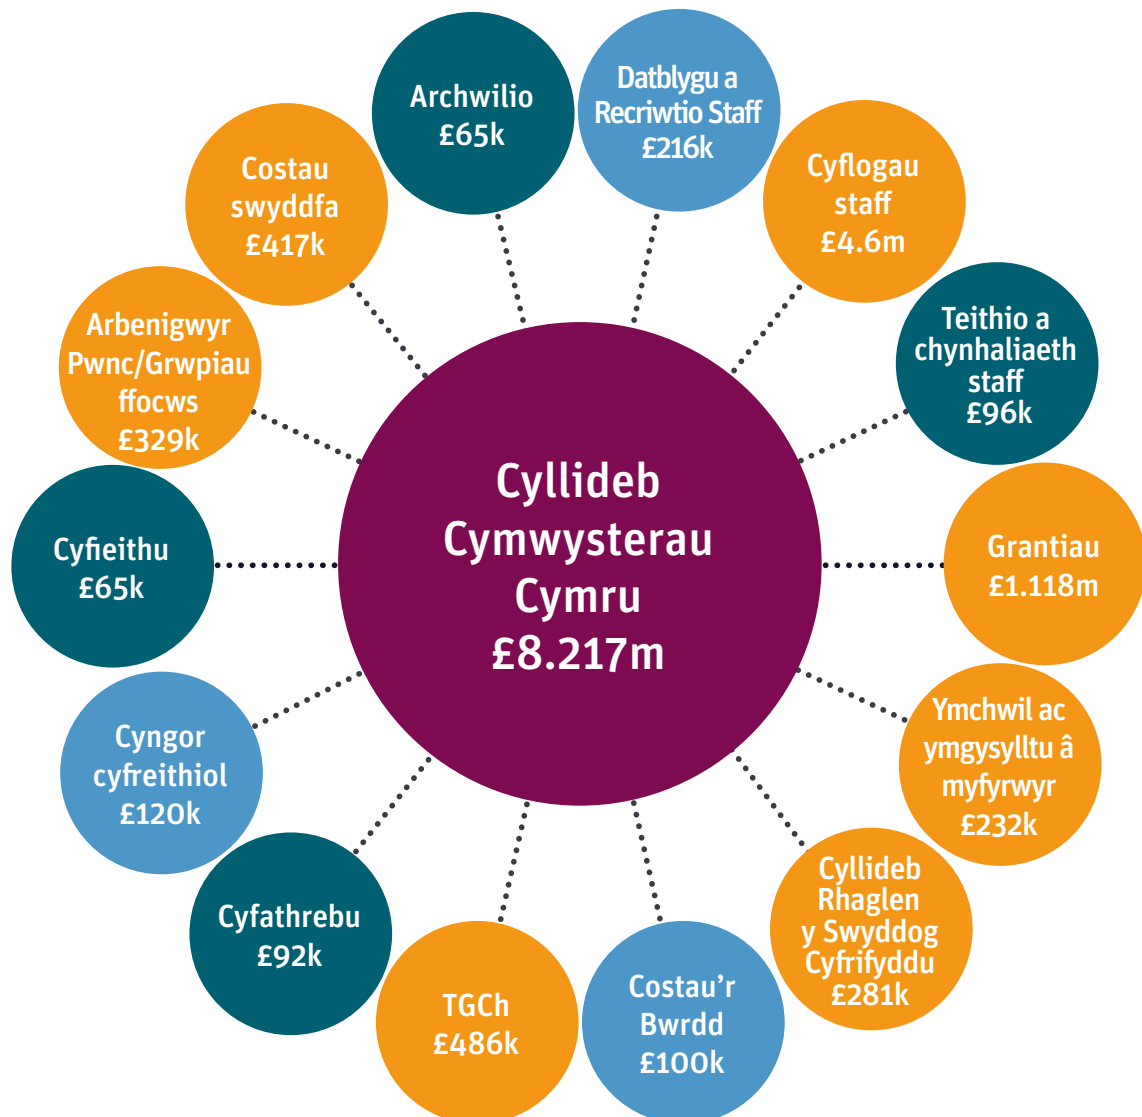 Archwilio
£65k
Datblygu a
Recriwtio Staff
£216k
Cyflogau
staff
£4.6m
Teithio a
chynhaliaeth
staff
£96k
Grantiau
£1.118m
Ymchwil ac
ymgysylltu â
myfyrwyr
£232k
Cyllideb
Rhaglen
y Swyddog
Cyfrifyddu
£281k
Costau’r
Bwrdd
£100k
TGCh
£486k
Cyfathrebu
£92k
Cyngor
cyfreithiol
£120k
Cyfieithu
£65k
Arbenigwyr
Pwnc/Grwpiau
ffocws
£329k
Costau
swyddfa
£417k
Cyllideb
Cymwysterau
Cymru
£8.217m